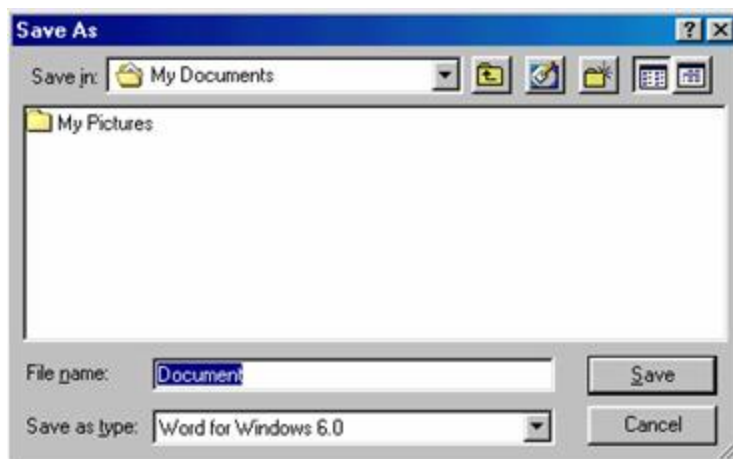 Save As
Save in: My Documents
My Pictures
File name: Document Save
Save as type: Word for Windows 6.0 Cancel